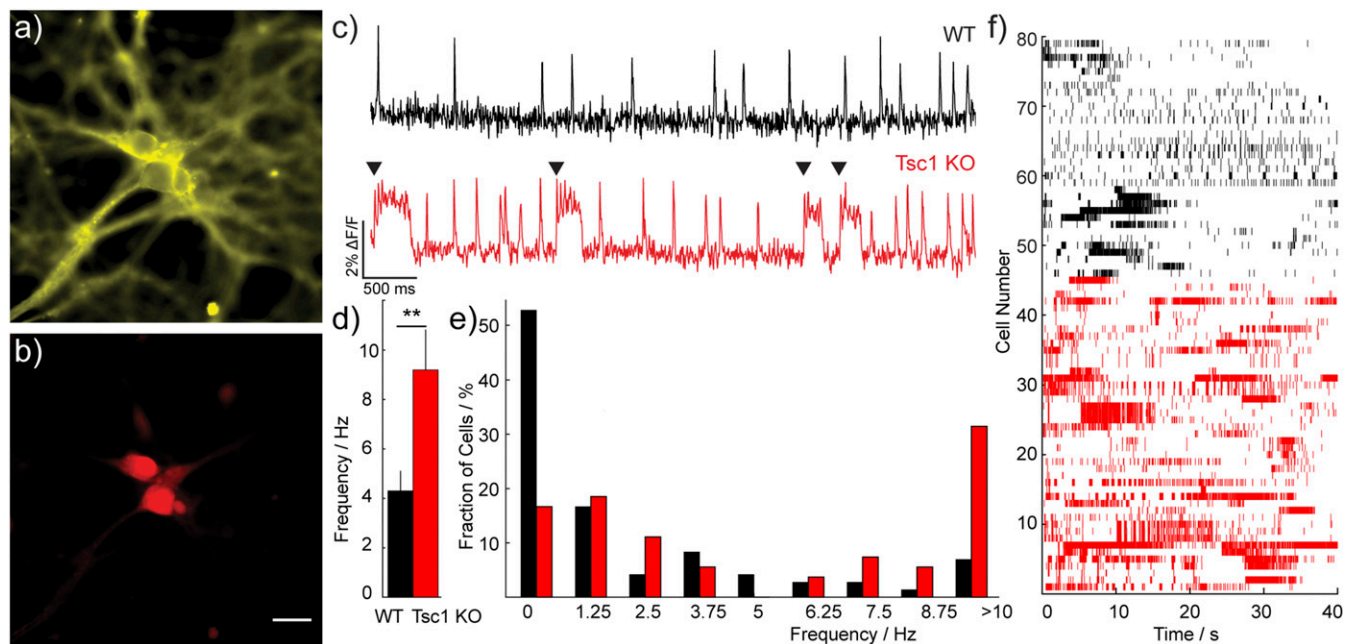 a)
b)
c)
WT
Tsc1 KO
2% ΔF/F
500 ms
d)
**
Frequency / Hz
10
8
6
4
2
0
WT Tsc1 KO
e)
Fraction of Cells / %
50
40
30
20
10
0 1.25 2.5 3.75 5 6.25 7.5 8.75 >10
Frequency / Hz
f)
Cell Number
80
70
60
50
40
30
20
10
0 10 20 30 40
Time / s